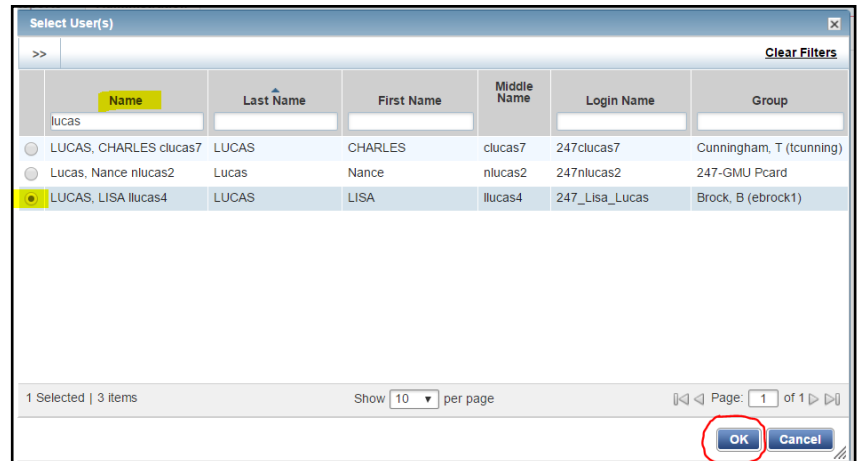 Select User(s)
>> Clear Filters
Name Last Name First Name Middle Name Login Name Group
lucas
LUCAS, CHARLES clucas7 LUCAS CHARLES clucas7 247clucas7 Cunningham, T (tcunning)
Lucas, Nance nlucas2 Lucas Nance nlucas2 247nlucas2 247-GMU Pcard
LUCAS, LISA llucas4 LUCAS LISA llucas4 247_Lisa_Lucas Brock, B (ebrock1)
1 Selected | 3 items Show 10 per page Page: 1 of 1
OK Cancel